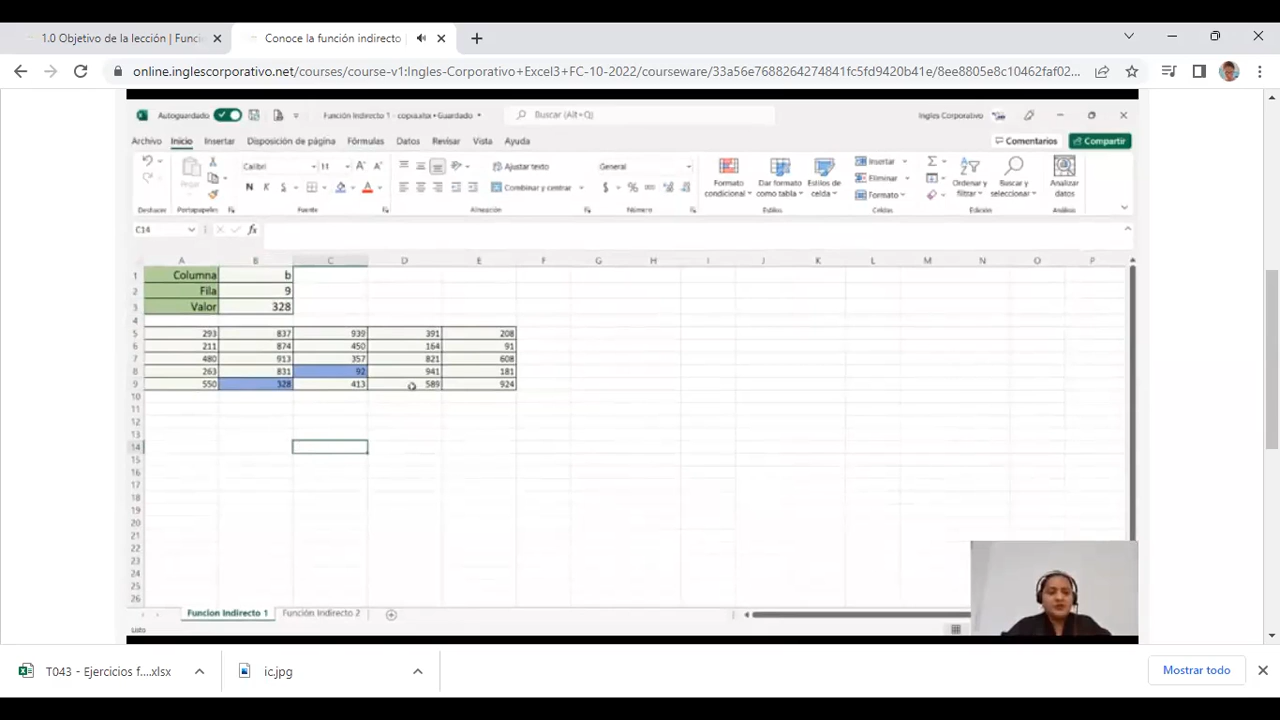 1.0 Objetivo de la lección | Funci
Conoce la función indirecto
online.inglescorporativo.net/courses/course-v1:Ingles-Corporativo+Excel3+FC-10-2022/courseware/33a56e7688264274841fc5fd9420b41e/8ee8805e8c10462faf02...
Autoguardado
Función Indirecto 1 - copia.xlsx • Guardado
Buscar (Alt+Q)
Ingles Corporativo
Archivo Inicio Insertar Disposición de página Fórmulas Datos Revisar Vista Ayuda
Comentarios Compartir
Calibri 11 Ajustar texto General
N K S Combinar y centrar $ % 000
Formato condicional
Dar formato como tabla
Estilos de celda
Insertar
Eliminar
Formato
Ordenar y filtrar
Buscar y seleccionar
Analizar datos
Deshacer Portapapeles Fuente Alineación Número Estilos Celdas Edición Análisis
C14 fx
A B C D E F G H I J K L M N O P
1 Columna b
2 Fila 9
3 Valor 328
4
5 293 837 939 391 208
6 211 874 450 164 91
7 480 913 357 821 608
8 263 831 92 941 181
9 550 328 413 589 924
10
11
12
13
14
15
16
17
18
19
20
21
22
23
24
25
26
Funcion Indirecto 1 Función Indirecto 2
Listo
T043 - Ejercicios f....xlsx
ic.jpg
Mostrar todo